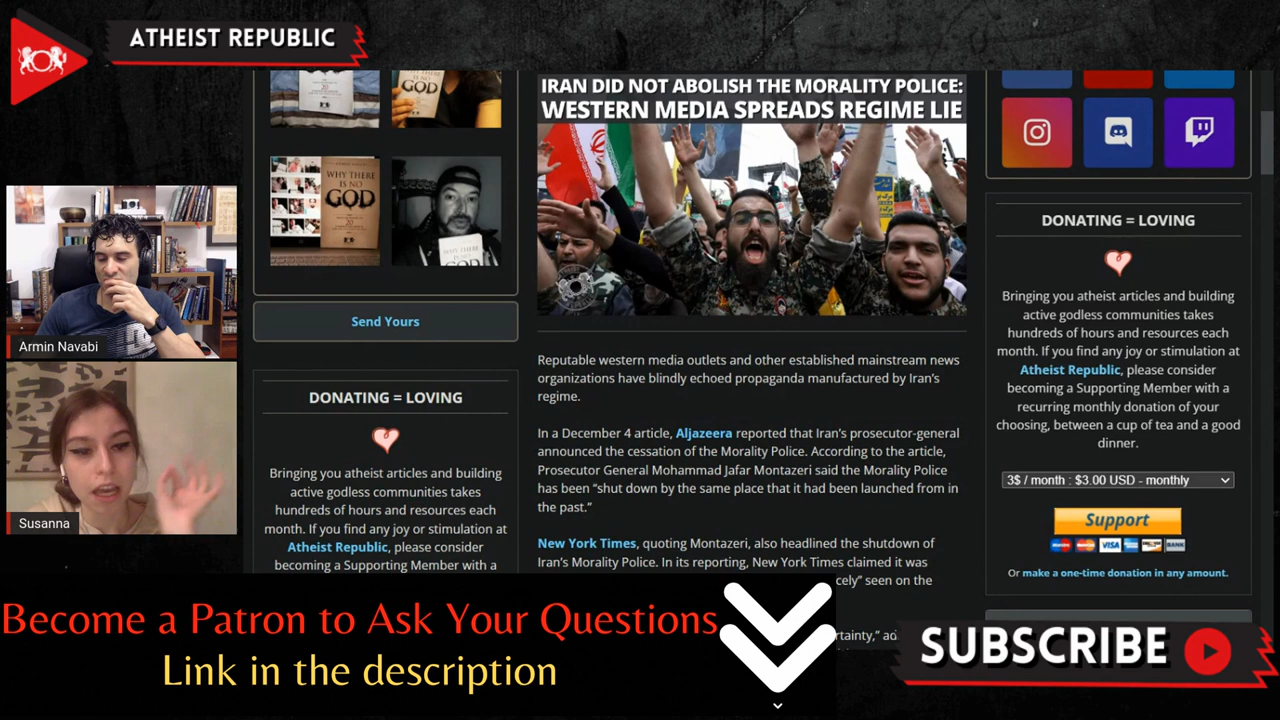 ATHEIST REPUBLIC
Armin Navabi
Susanna
WHY THERE
IS NO
GOD
WHY THERE
IS NO
GOD
Send Yours
DONATING = LOVING
Bringing you atheist articles and building
active godless communities takes
hundreds of hours and resources each
month. If you find any joy or stimulation at
Atheist Republic, please consider
becoming a Supporting Member with a
IRAN DID NOT ABOLISH THE MORALITY POLICE:
WESTERN MEDIA SPREADS REGIME LIE
Reputable western media outlets and other established mainstream news
organizations have blindly echoed propaganda manufactured by Iran's
regime.
In a December 4 article, Aljazeera reported that Iran's prosecutor-general
announced the cessation of the Morality Police. According to the article,
Prosecutor General Mohammad Jafar Montazeri said the Morality Police
has been “shut down by the same place that it had been launched from in
the past.”
New York Times, quoting Montazeri, also headlined the shutdown of
Iran's Morality Police. In its reporting, New York Times claimed it was
seen on the
DONATING = LOVING
Bringing you atheist articles and building
active godless communities takes
hundreds of hours and resources each
month. If you find any joy or stimulation at
Atheist Republic, please consider
becoming a Supporting Member with a
recurring monthly donation of your
choosing, between a cup of tea and a good
dinner.
3$ / month : $3.00 USD - monthly
Support
VISA
BANK
Or make a one-time donation in any amount.
Become a Patron to Ask Your Questions
Link in the description
SUBSCRIBE